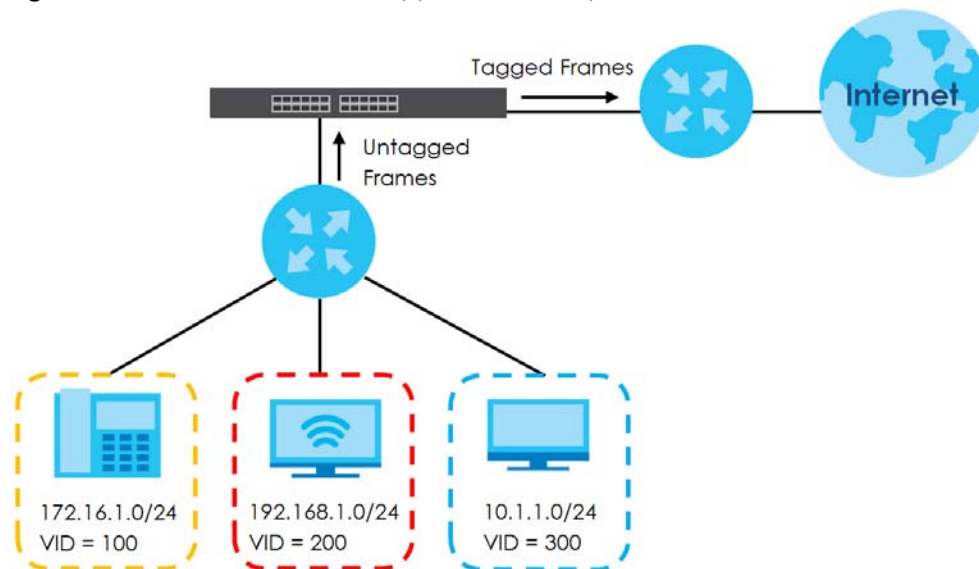 Tagged Frames
Internet
Untagged
Frames
172.16.1.0/24
VID = 100
192.168.1.0/24
VID = 200
10.1.1.0/24
VID = 300